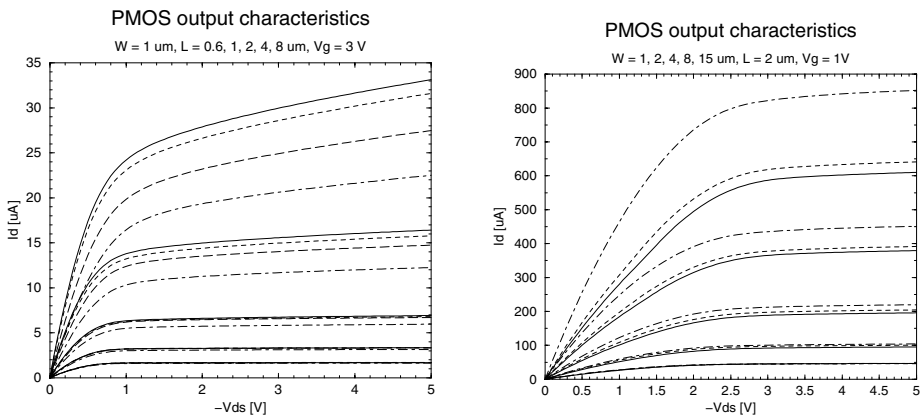 PMOS output characteristics
W = 1 um, L = 0.6, 1, 2, 4, 8 um, Vg = 3 V
35
30
25
20
15
10
5
0
Id [uA]
0 1 2 3 4 5
−Vds [V]
PMOS output characteristics
W = 1, 2, 4, 8, 15 um, L = 2 um, Vg = 1V
900
800
700
600
500
400
300
200
100
0
Id [uA]
0 0.5 1 1.5 2 2.5 3 3.5 4 4.5 5
−Vds [V]